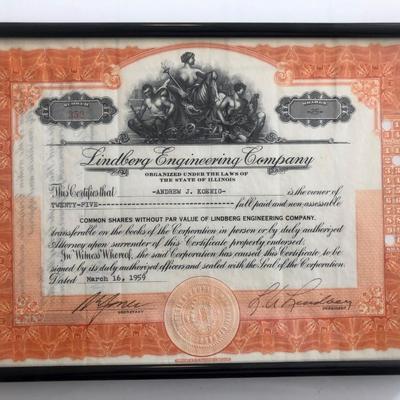 NUMBER
352
SHARES
-25-
Lindberg Engineering Company
ORGANIZED UNDER THE LAWS OF
THE STATE OF ILLINOIS
This Certifies that -ANDREW J. KOENIG- is the owner of
TWENTY-FIVE full paid and non-assessable
COMMON SHARES WITHOUT PAR VALUE OF LINDBERG ENGINEERING COMPANY.
transferable on the books of the Corporation in person or by duly authorized
Attorney upon surrender of this Certificate properly endorsed.
In Witness Whereof, the said Corporation has caused this Certificate to be
signed by its duly authorized officers and sealed with the Seal of the Corporation.
Dated March 16, 1959
SECRETARY
PRESIDENT